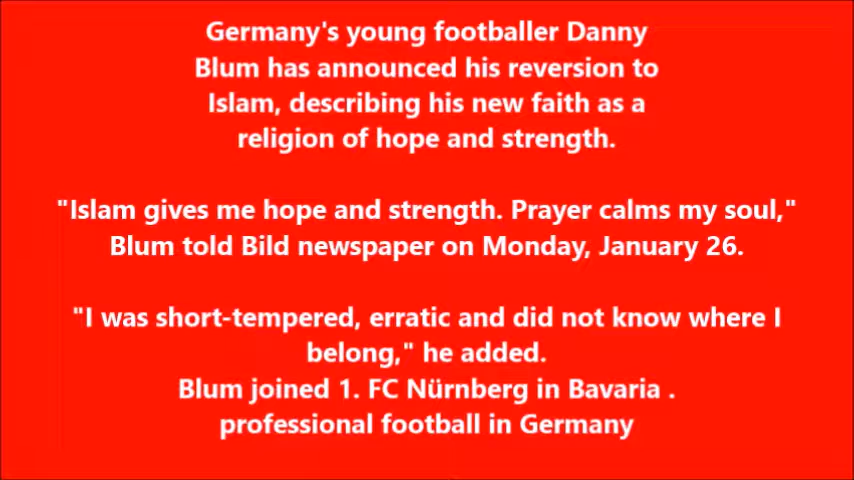 Germany's young footballer Danny
Blum has announced his reversion to
Islam, describing his new faith as a
religion of hope and strength.
"Islam gives me hope and strength. Prayer calms my soul,"
Blum told Bild newspaper on Monday, January 26.
"I was short-tempered, erratic and did not know where I
belong," he added.
Blum joined 1. FC Nürnberg in Bavaria .
professional football in Germany